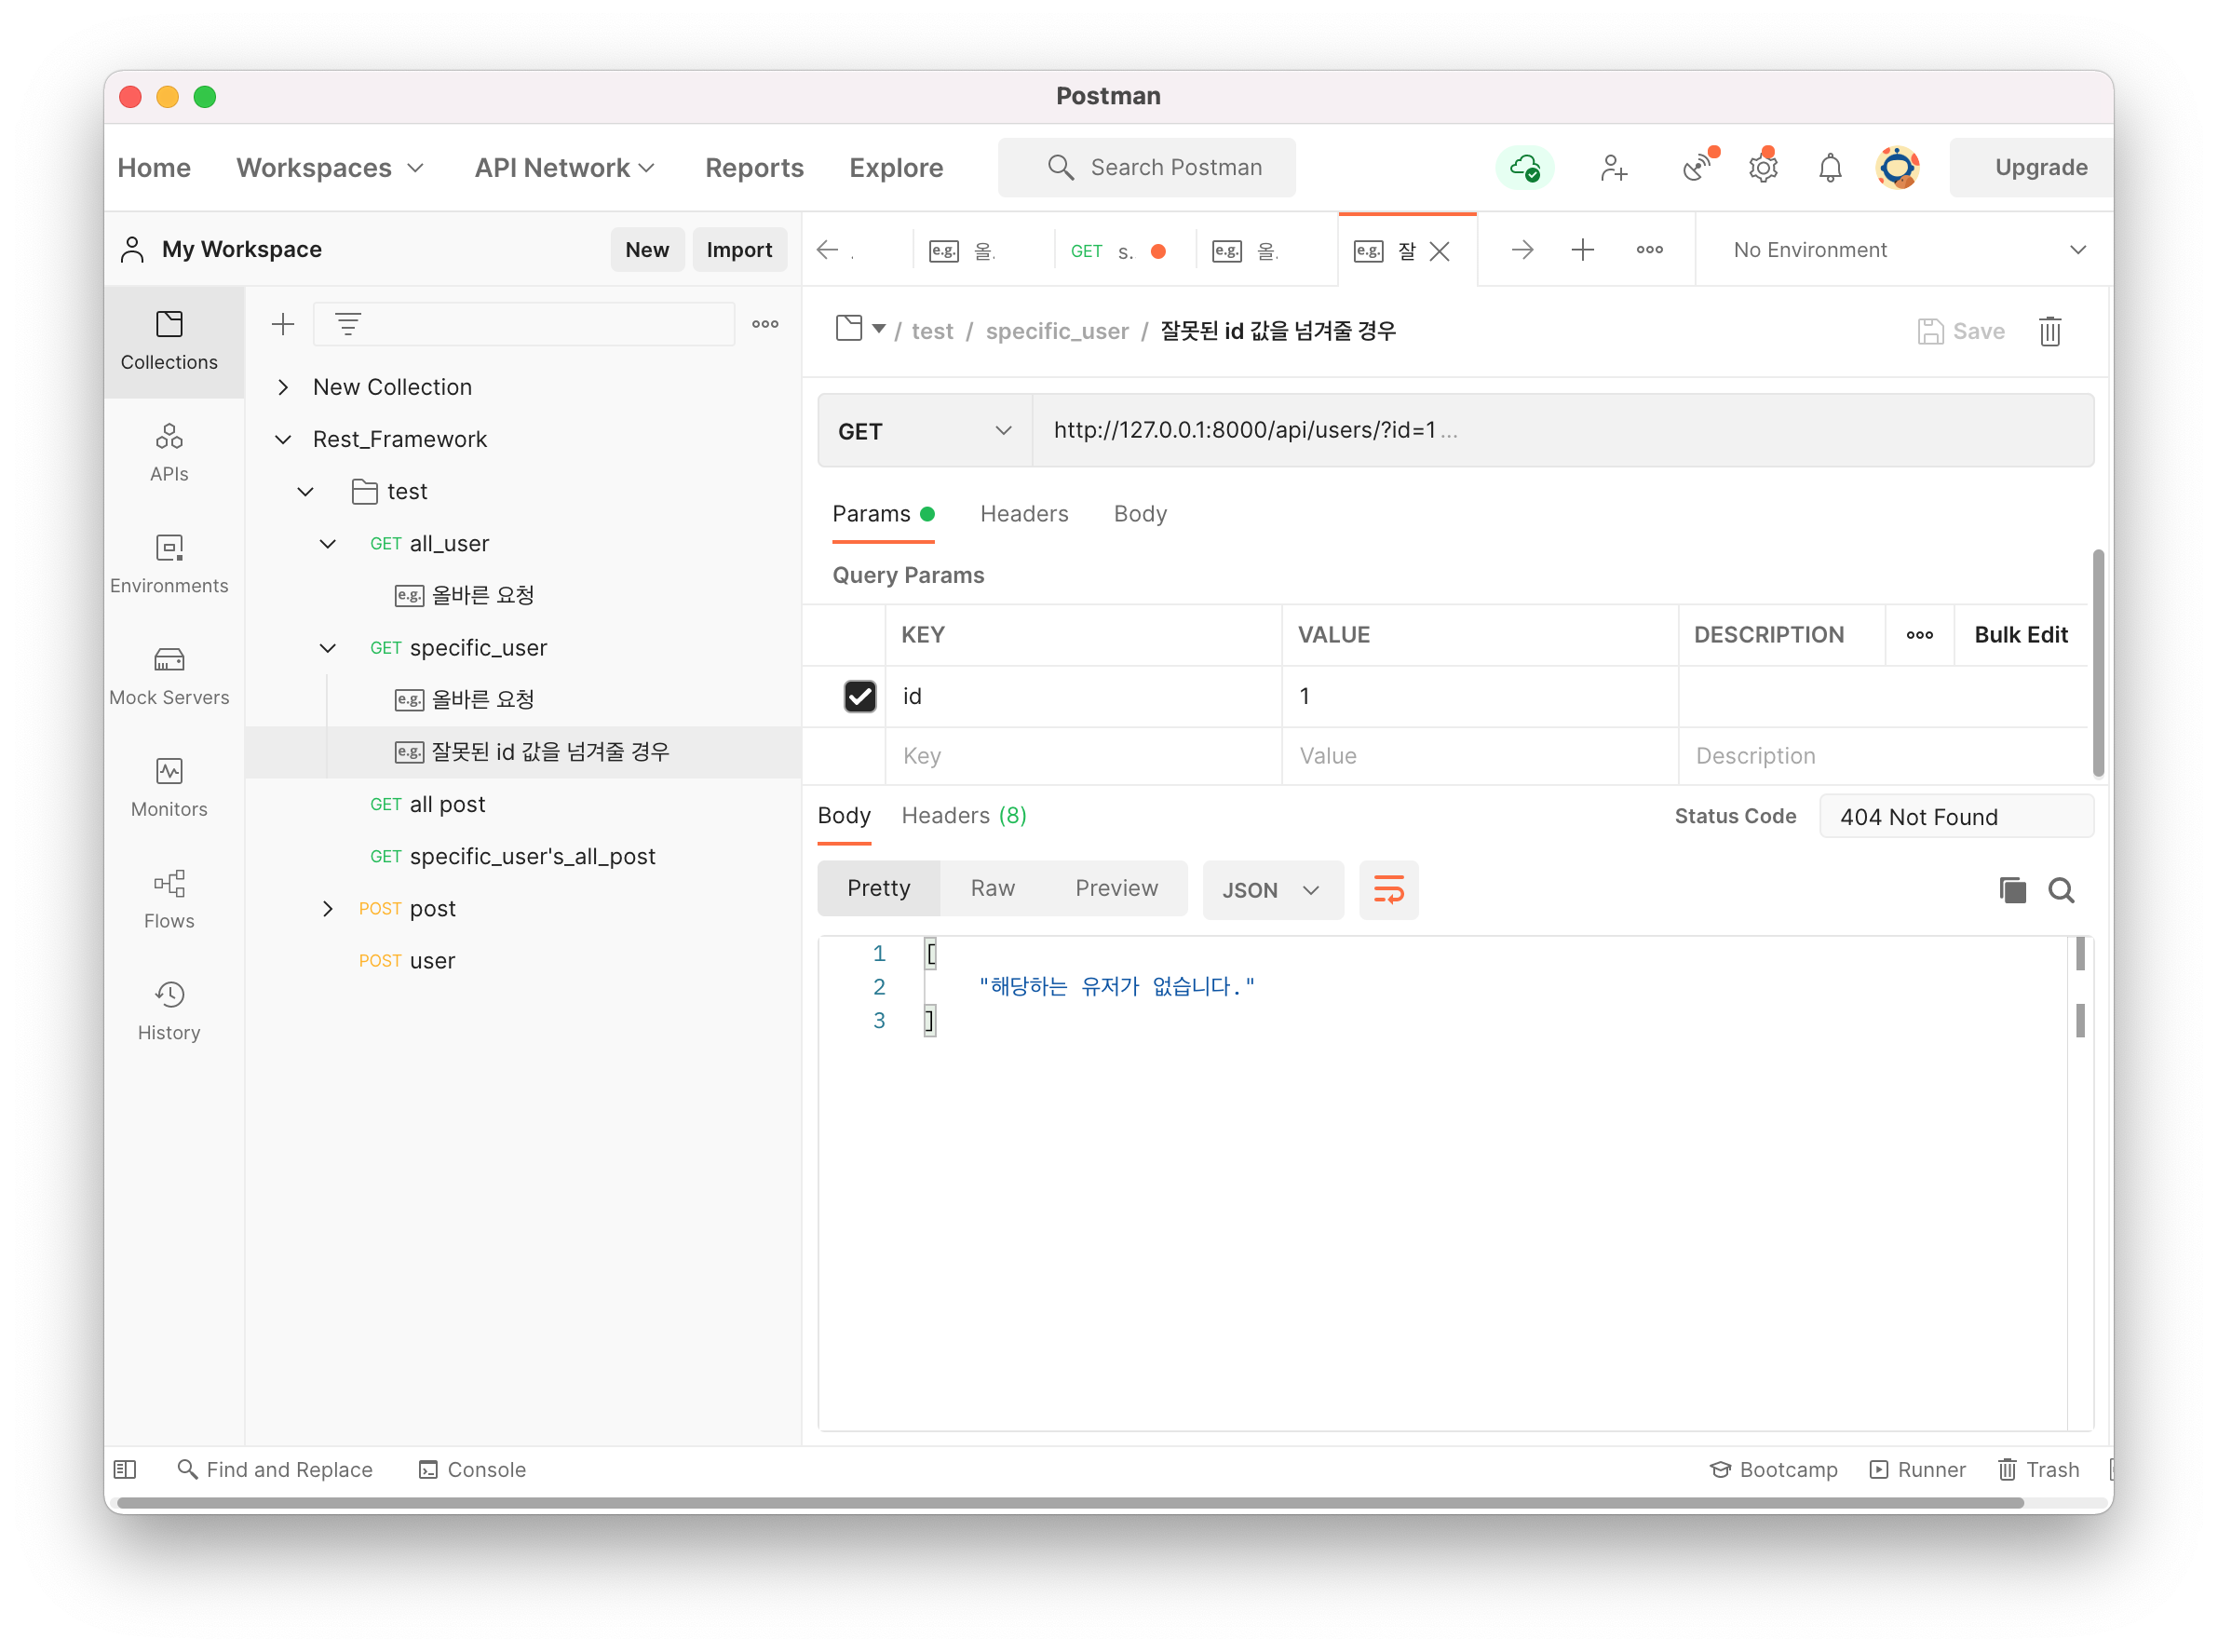 Postman
Home Workspaces API Network Reports Explore Search Postman Upgrade
My Workspace New Import
. e.g. 올. GET s. e.g. 올. e.g. 잘 No Environment
Collections
APIs
Environments
Mock Servers
Monitors
Flows
History
New Collection
Rest_Framework
test
GET all_user
e.g. 올바른 요청
GET specific_user
e.g. 올바른 요청
e.g. 잘못된 id 값을 넘겨줄 경우
GET all post
GET specific_user's_all_post
POST post
POST user
/ test / specific_user / 잘못된 id 값을 넘겨줄 경우 Save
GET http://127.0.0.1:8000/api/users/?id=1 ...
Params Headers Body
Query Params
KEY VALUE DESCRIPTION Bulk Edit
id 1
Key Value Description
Body Headers (8) Status Code 404 Not Found
Pretty Raw Preview JSON
1 [
2 "해당하는 유저가 없습니다."
3 ]
Find and Replace Console Bootcamp Runner Trash